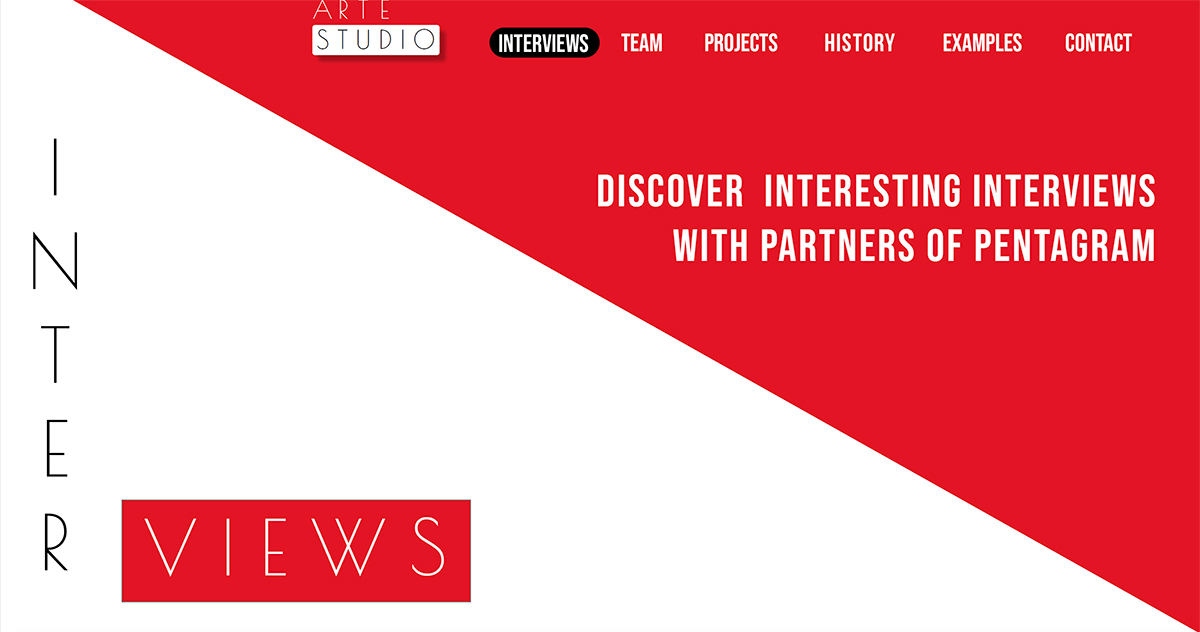 ARTE
STUDIO
INTERVIEWS TEAM PROJECTS HISTORY EXAMPLES CONTACT
DISCOVER INTERESTING INTERVIEWS
WITH PARTNERS OF PENTAGRAM
INTER
VIEWS